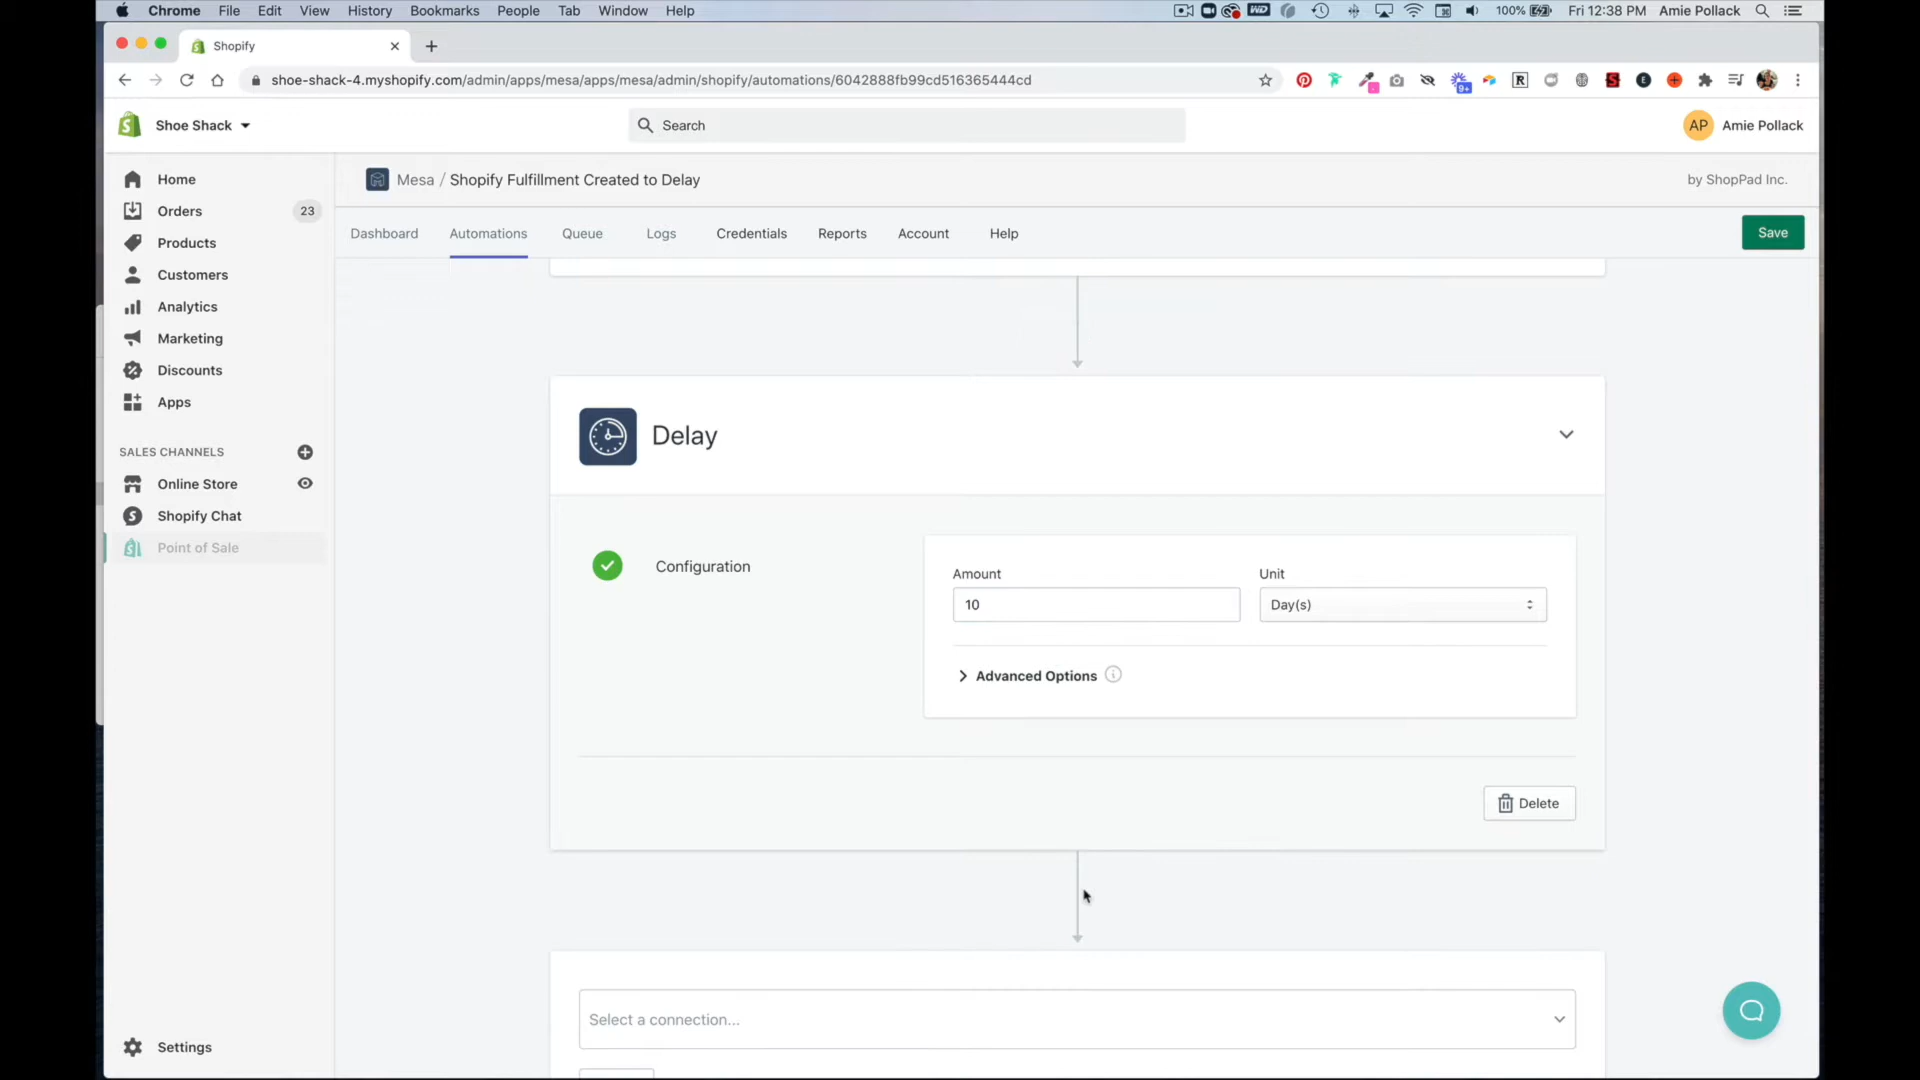 Chrome File Edit View History Bookmarks People Tab Window Help
100% Fri 12:38 PM Amie Pollack
Shopify
shoe-shack-4.myshopify.com/admin/apps/mesa/apps/mesa/admin/shopify/automations/6042888fb99cd516365444cd
9+
Shoe Shack
Search
AP Amie Pollack
Home
Orders 23
Products
Customers
Analytics
Marketing
Discounts
Apps
SALES CHANNELS
Online Store
Shopify Chat
Point of Sale
Settings
Mesa / Shopify Fulfillment Created to Delay
by ShopPad Inc.
Dashboard Automations Queue Logs Credentials Reports Account Help
Save
Delay
Configuration
Amount Unit
10 Day(s)
Advanced Options
Delete
Select a connection...